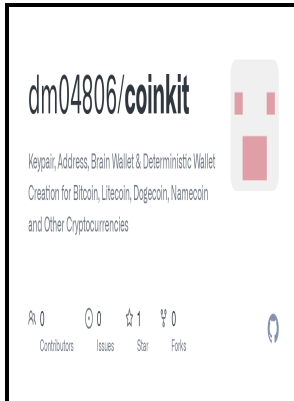 dm04806/coinkit
Keypair, Address, Brain Wallet & Deterministic Wallet
Creation for Bitcoin, Litecoin, Dogecoin, Namecoin
and Other Cryptocurrencies
0 0 1 0
Contributors Issues Star Forks